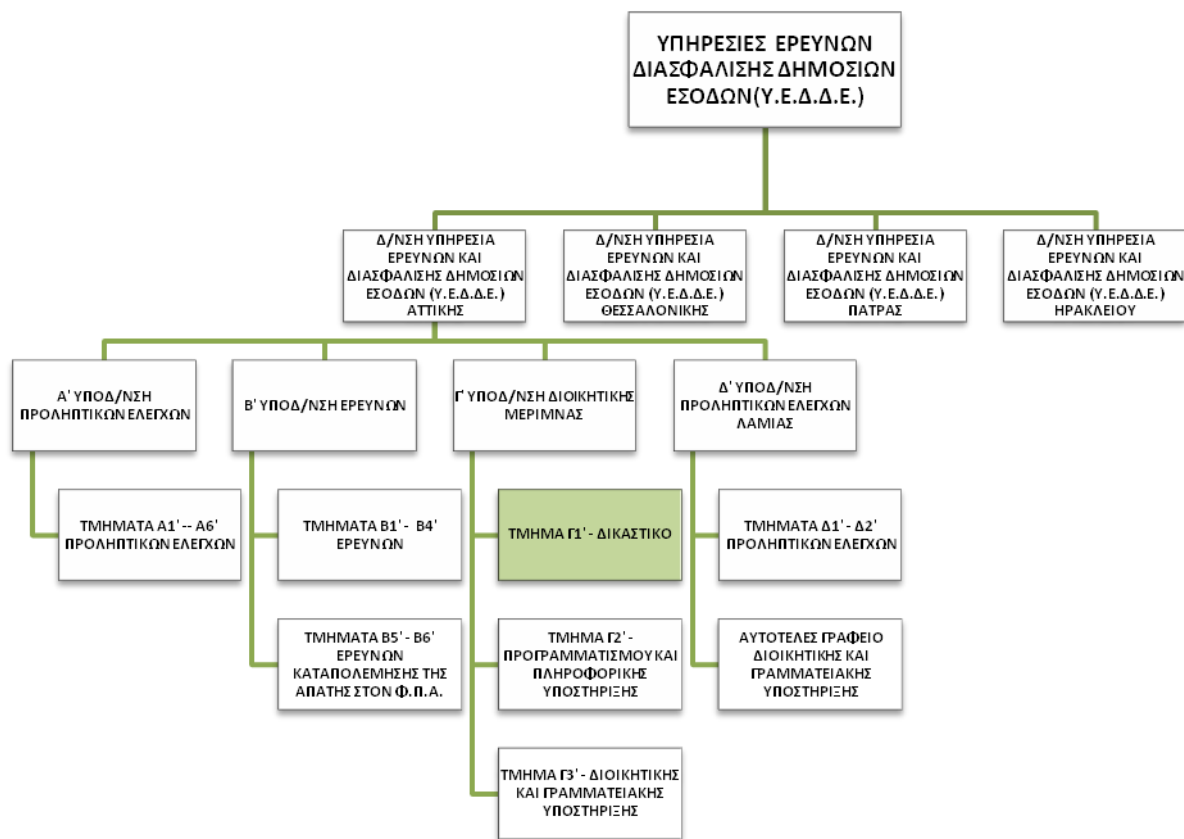 ΥΠΗΡΕΣΙΕΣ ΕΡΕΥΝΩΝ
ΔΙΑΣΦΑΛΙΣΗΣ ΔΗΜΟΣΙΩΝ
ΕΣΟΔΩΝ(Υ.Ε.Δ.Δ.Ε.)
Δ/ΝΣΗ ΥΠΗΡΕΣΙΑ
ΕΡΕΥΝΩΝ ΚΑΙ
ΔΙΑΣΦΑΛΙΣΗΣ ΔΗΜΟΣΙΩΝ
ΕΣΟΔΩΝ (Υ.Ε.Δ.Δ.Ε.)
ΑΤΤΙΚΗΣ
Δ/ΝΣΗ ΥΠΗΡΕΣΙΑ
ΕΡΕΥΝΩΝ ΚΑΙ
ΔΙΑΣΦΑΛΙΣΗΣ ΔΗΜΟΣΙΩΝ
ΕΣΟΔΩΝ (Υ.Ε.Δ.Δ.Ε.)
ΘΕΣΣΑΛΟΝΙΚΗΣ
Δ/ΝΣΗ ΥΠΗΡΕΣΙΑ
ΕΡΕΥΝΩΝ ΚΑΙ
ΔΙΑΣΦΑΛΙΣΗΣ ΔΗΜΟΣΙΩΝ
ΕΣΟΔΩΝ (Υ.Ε.Δ.Δ.Ε.)
ΠΑΤΡΑΣ
Δ/ΝΣΗ ΥΠΗΡΕΣΙΑ
ΕΡΕΥΝΩΝ ΚΑΙ
ΔΙΑΣΦΑΛΙΣΗΣ ΔΗΜΟΣΙΩΝ
ΕΣΟΔΩΝ (Υ.Ε.Δ.Δ.Ε.)
ΗΡΑΚΛΕΙΟΥ
Α' ΥΠΟΔ/ΝΣΗ
ΠΡΟΛΗΠΤΙΚΩΝ ΕΛΕΓΧΩΝ
Β' ΥΠΟΔ/ΝΣΗ ΕΡΕΥΝΩΝ
Γ' ΥΠΟΔ/ΝΣΗ ΔΙΟΙΚΗΤΙΚΗΣ
ΜΕΡΙΜΝΑΣ
Δ' ΥΠΟΔ/ΝΣΗ
ΠΡΟΛΗΠΤΙΚΩΝ ΕΛΕΓΧΩΝ
ΛΑΜΙΑΣ
ΤΜΗΜΑΤΑ Α1' -- Α6'
ΠΡΟΛΗΠΤΙΚΩΝ ΕΛΕΓΧΩΝ
ΤΜΗΜΑΤΑ Β1' - Β4'
ΕΡΕΥΝΩΝ
ΤΜΗΜΑ Γ1' - ΔΙΚΑΣΤΙΚΟ
ΤΜΗΜΑΤΑ Δ1' - Δ2'
ΠΡΟΛΗΠΤΙΚΩΝ ΕΛΕΓΧΩΝ
ΤΜΗΜΑΤΑ Β5' - Β6'
ΕΡΕΥΝΩΝ
ΚΑΤΑΠΟΛΕΜΗΣΗΣ ΤΗΣ
ΑΠΑΤΗΣ ΣΤΟΝ Φ.Π.Α.
ΤΜΗΜΑ Γ2' -
ΠΡΟΓΡΑΜΜΑΤΙΣΜΟΥ ΚΑΙ
ΠΛΗΡΟΦΟΡΙΚΗΣ
ΥΠΟΣΤΗΡΙΞΗΣ
ΑΥΤΟΤΕΛΕΣ ΓΡΑΦΕΙΟ
ΔΙΟΙΚΗΤΙΚΗΣ ΚΑΙ
ΓΡΑΜΜΑΤΕΙΑΚΗΣ
ΥΠΟΣΤΗΡΙΞΗΣ
ΤΜΗΜΑ Γ3' - ΔΙΟΙΚΗΤΙΚΗΣ
ΚΑΙ ΓΡΑΜΜΑΤΕΙΑΚΗΣ
ΥΠΟΣΤΗΡΙΞΗΣ